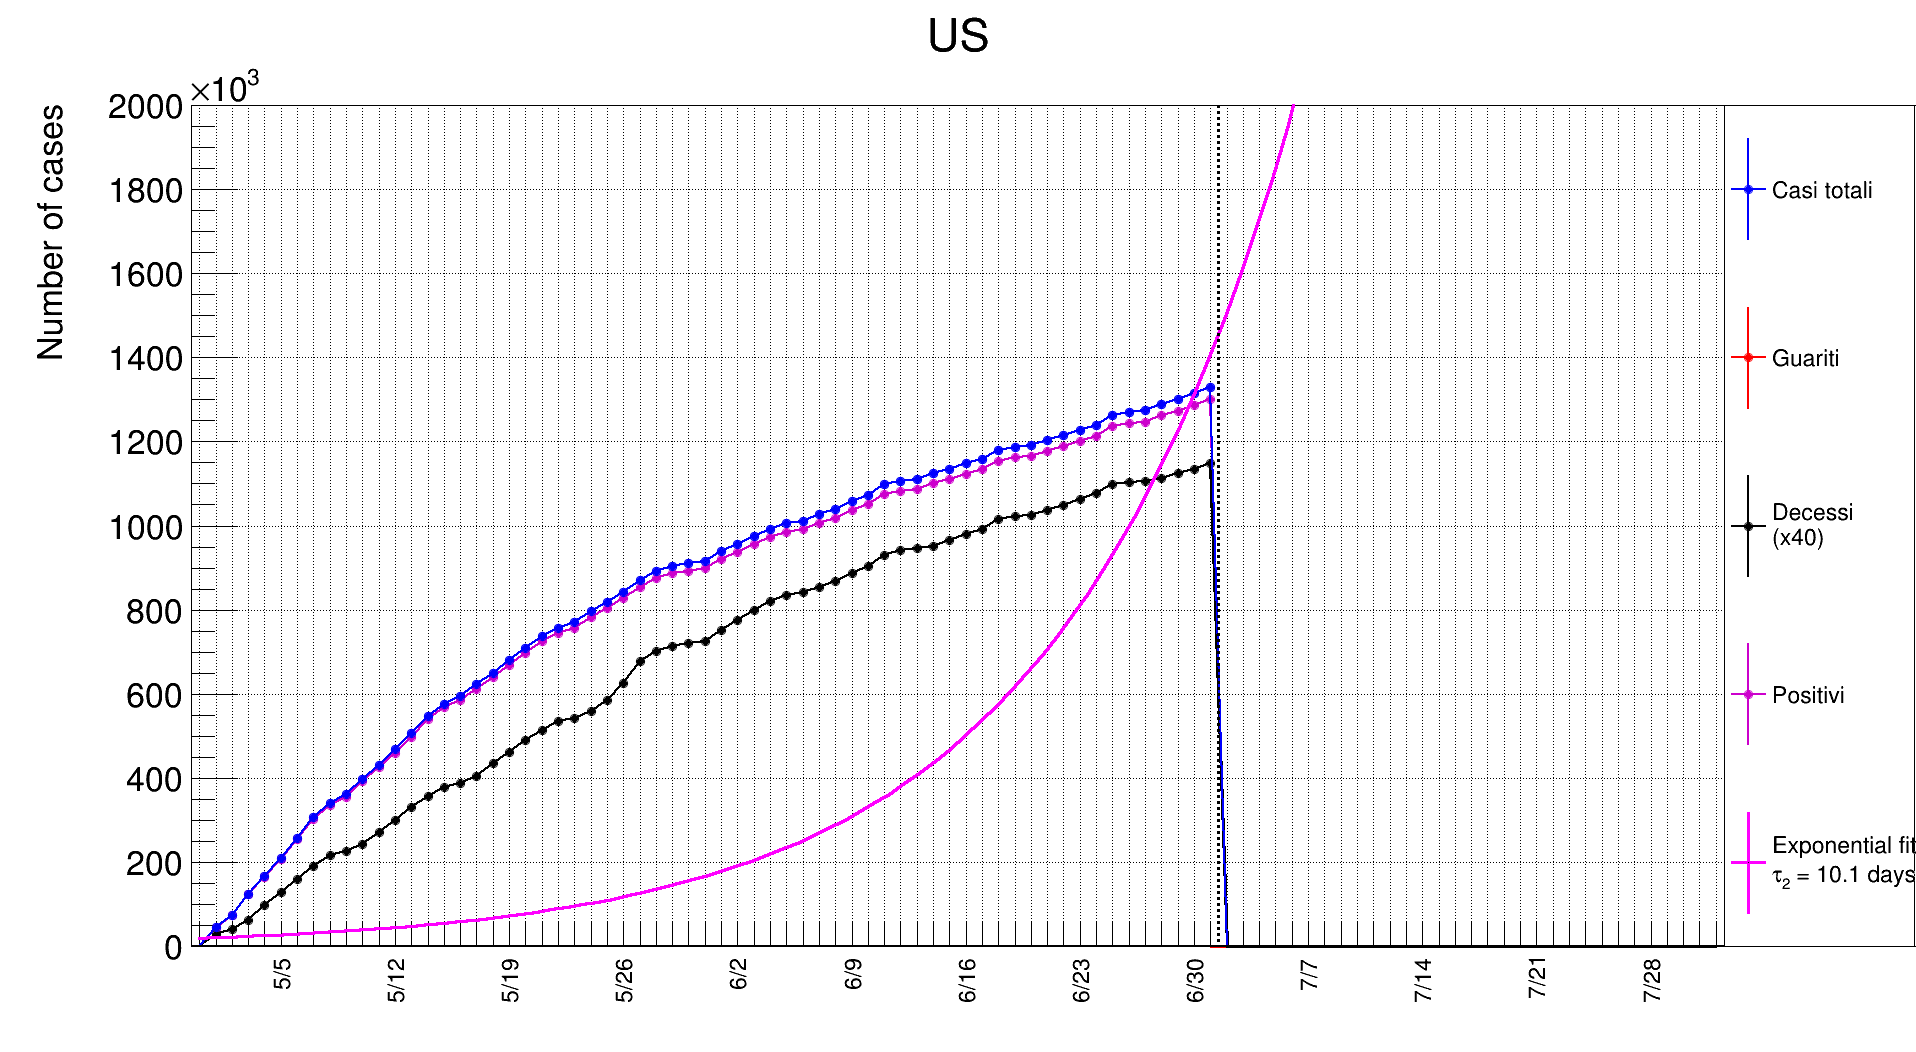 US
×10³
Number of cases
2000
1800
1600
1400
1200
1000
800
600
400
200
0
5/5
5/12
5/19
5/26
6/2
6/9
6/16
6/23
6/30
7/7
7/14
7/21
7/28
Casi totali
Guariti
Decessi
(x40)
Positivi
Exponential fit
τ₂ = 10.1 days